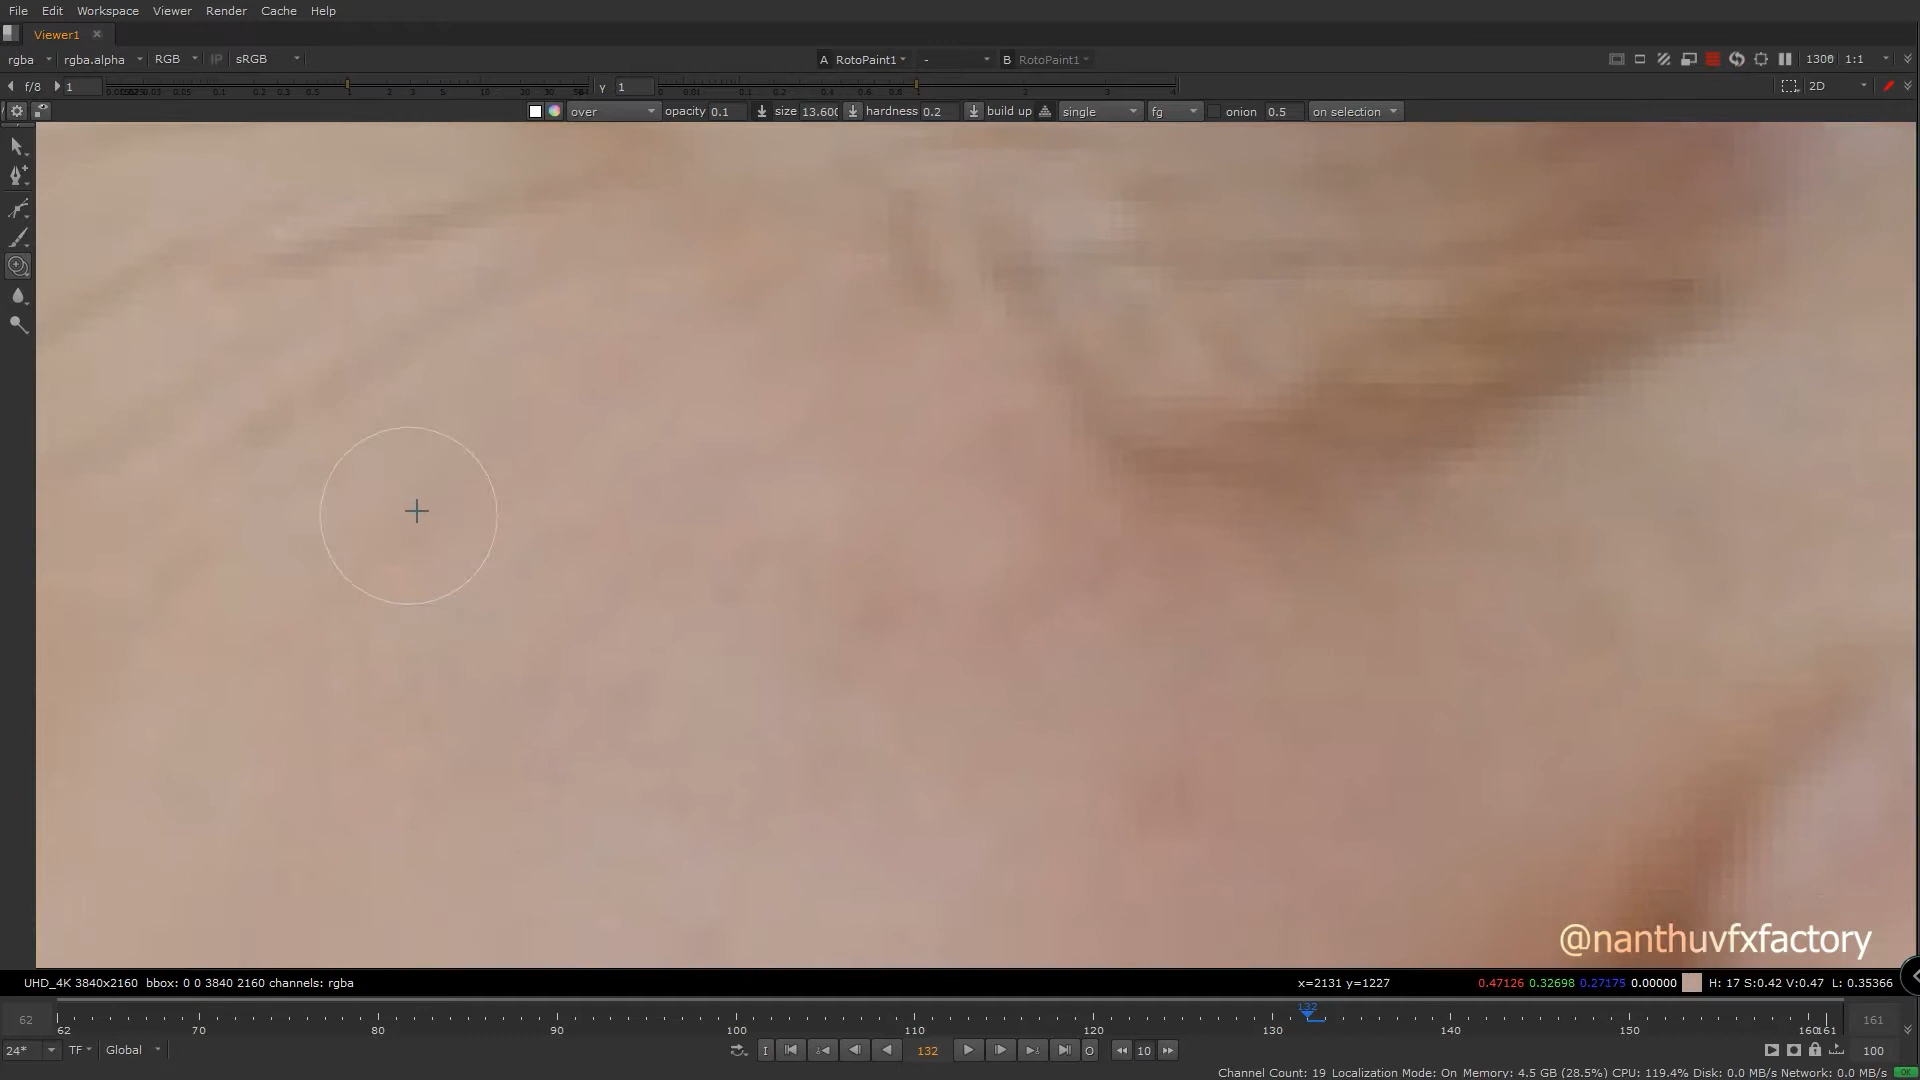 File Edit Workspace Viewer Render Cache Help
Viewer1
rgba rgba.alpha RGB IP sRGB A RotoPaint1 - B RotoPaint1 1300 1:1
f/8 1 γ 1 2D
over opacity 0.1 size 13.600 hardness 0.2 build up single fg onion 0.5 on selection
@nanthuvfxfactory
UHD_4K 3840x2160 bbox: 0 0 3840 2160 channels: rgba x=2131 y=1227 0.47126 0.32698 0.27175 0.00000 H: 17 S:0.42 V:0.47 L: 0.35366
132
62 161
62 70 80 90 100 110 120 130 140 150 160 161
24* TF Global I 132 O 10 100
Channel Count: 19 Localization Mode: On Memory: 4.5 GB (28.5%) CPU: 119.4% Disk: 0.0 MB/s Network: 0.0 MB/s OK